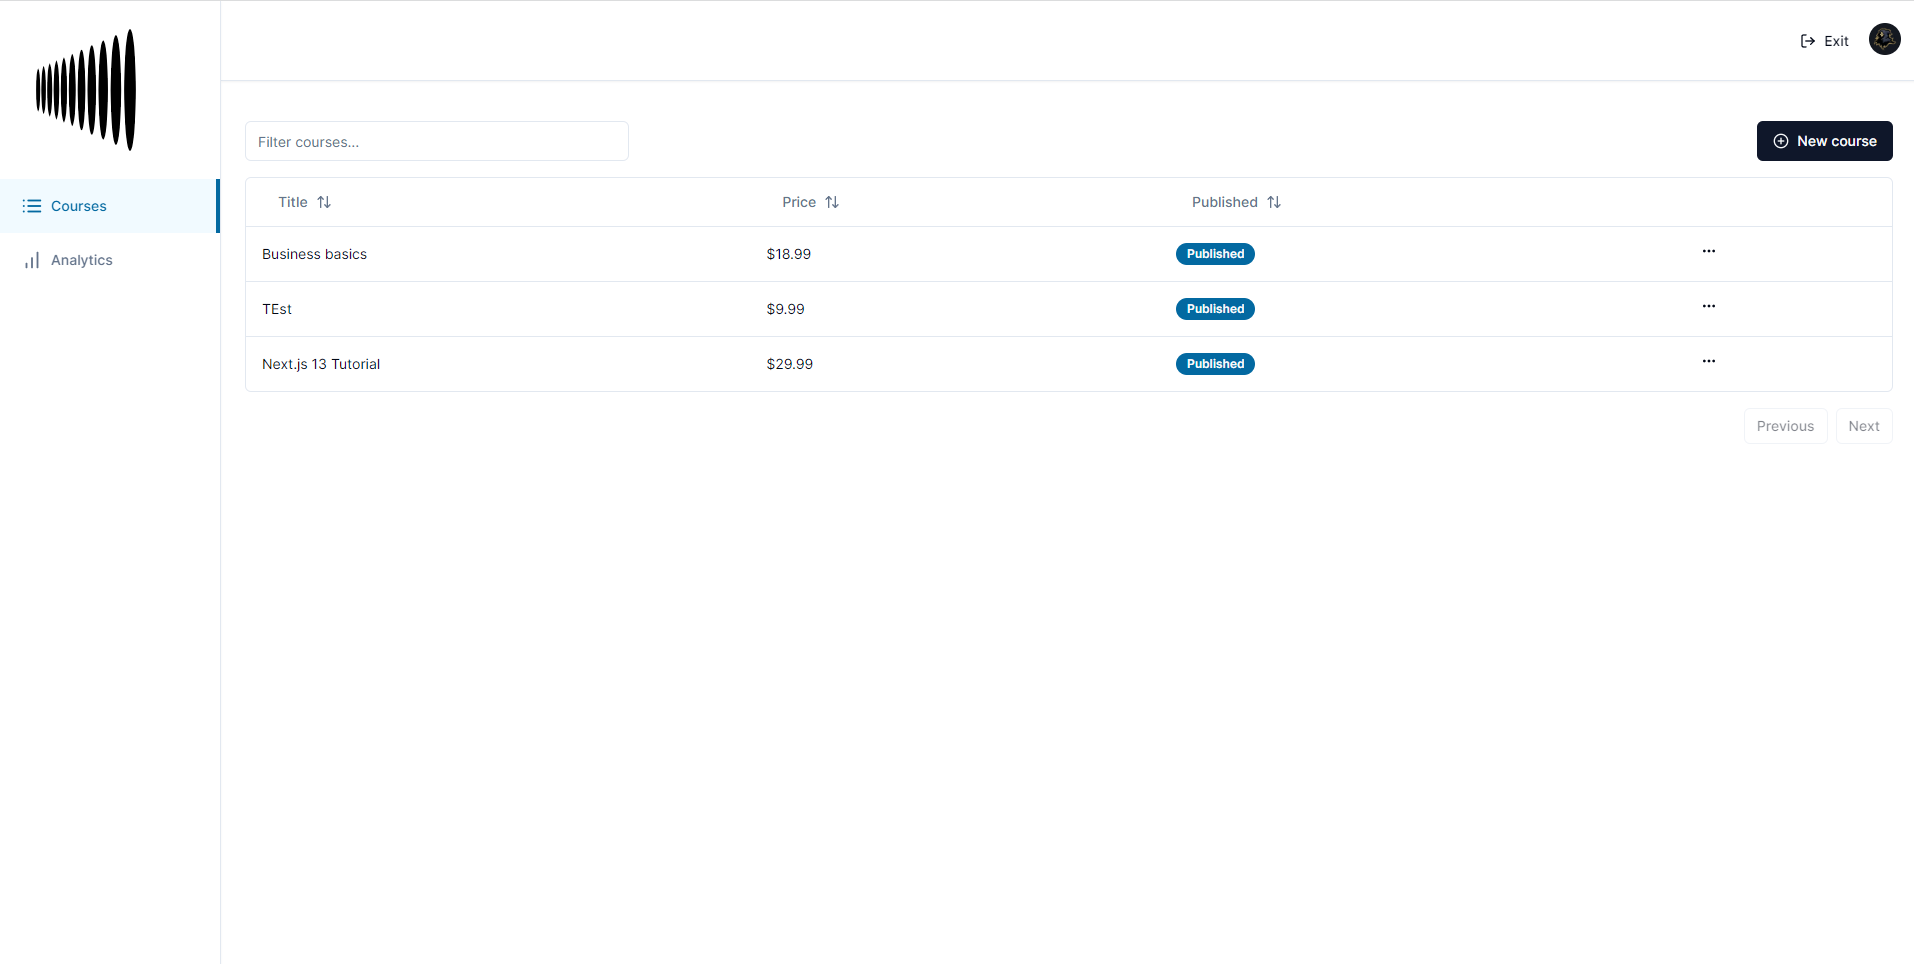 Exit
New course
Courses
Analytics
Filter courses...
Title Price Published
Business basics $18.99 Published
TEst $9.99 Published
Next.js 13 Tutorial $29.99 Published
Previous Next